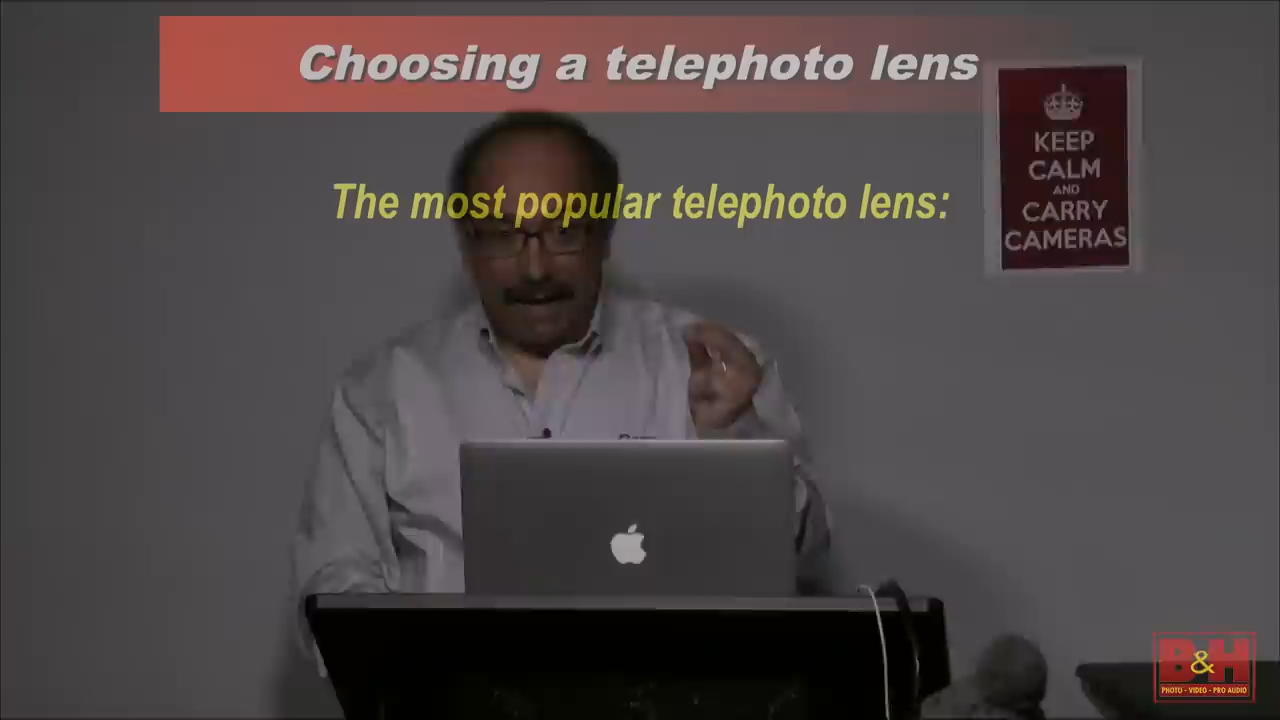 Choosing a telephoto lens
The most popular telephoto lens:
KEEP
CALM
AND
CARRY
CAMERAS
B&H
PHOTO - VIDEO - PRO AUDIO